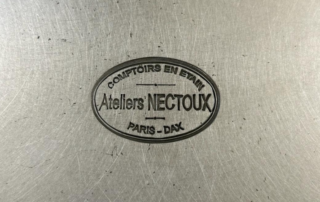 COMPTOIRS EN ETAIN
Ateliers NECTOUX
PARIS - DAX